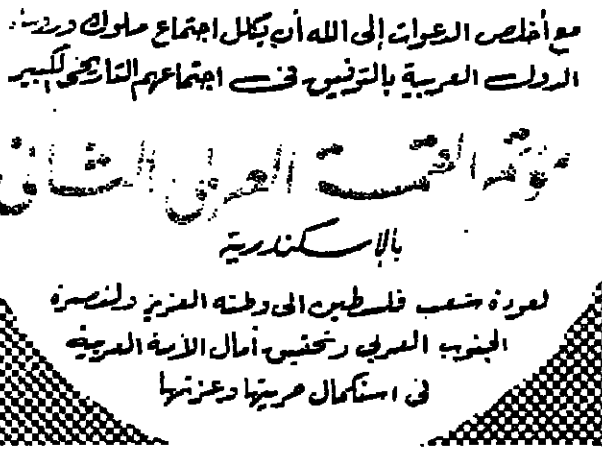 مع أخلص الدعوات إلى الله أن يكلل اجتماع ملوك ورؤساء
الدول العربية بالتوفيق في اجتماعهم التاريخي الكبير
مؤتمر القمة العربي الثاني
بالإسكندرية
لعودة شعب فلسطين الى وطنه العزيز ولنصرة
الجنوب العربي وتحقيق آمال الأمة العربية
في استكمال حريتها وعزتها